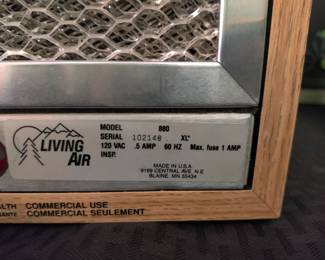 LIVING
AIR
MODEL 880
SERIAL 102148 XL"
120 VAC .5 AMP 60 HZ Max. fuse 1 AMP
INSP.
MADE IN U.S.A.
9199 CENTRAL AVE. N.E
BLAINE, MN 55434
COMMERCIAL USE
COMMERCIAL SEULEMENT